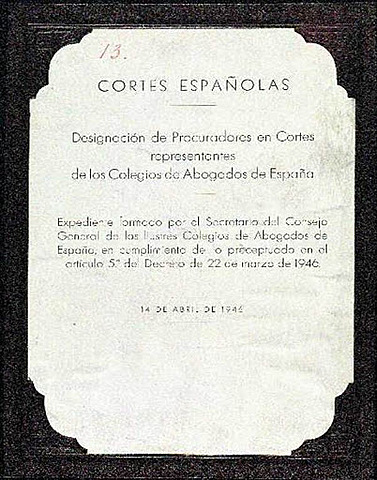 13.
CORTES ESPAÑOLAS
Designación de Procuradores en Cortes
representantes
de los Colegios de Abogados de España
Expediente formado por el Secretario del Consejo
General de los Ilustres Colegios de Abogados de
España, en cumplimiento de lo preceptuado en el
artículo 5.º del Decreto de 22 de marzo de 1946.
14 DE ABRIL DE 1946